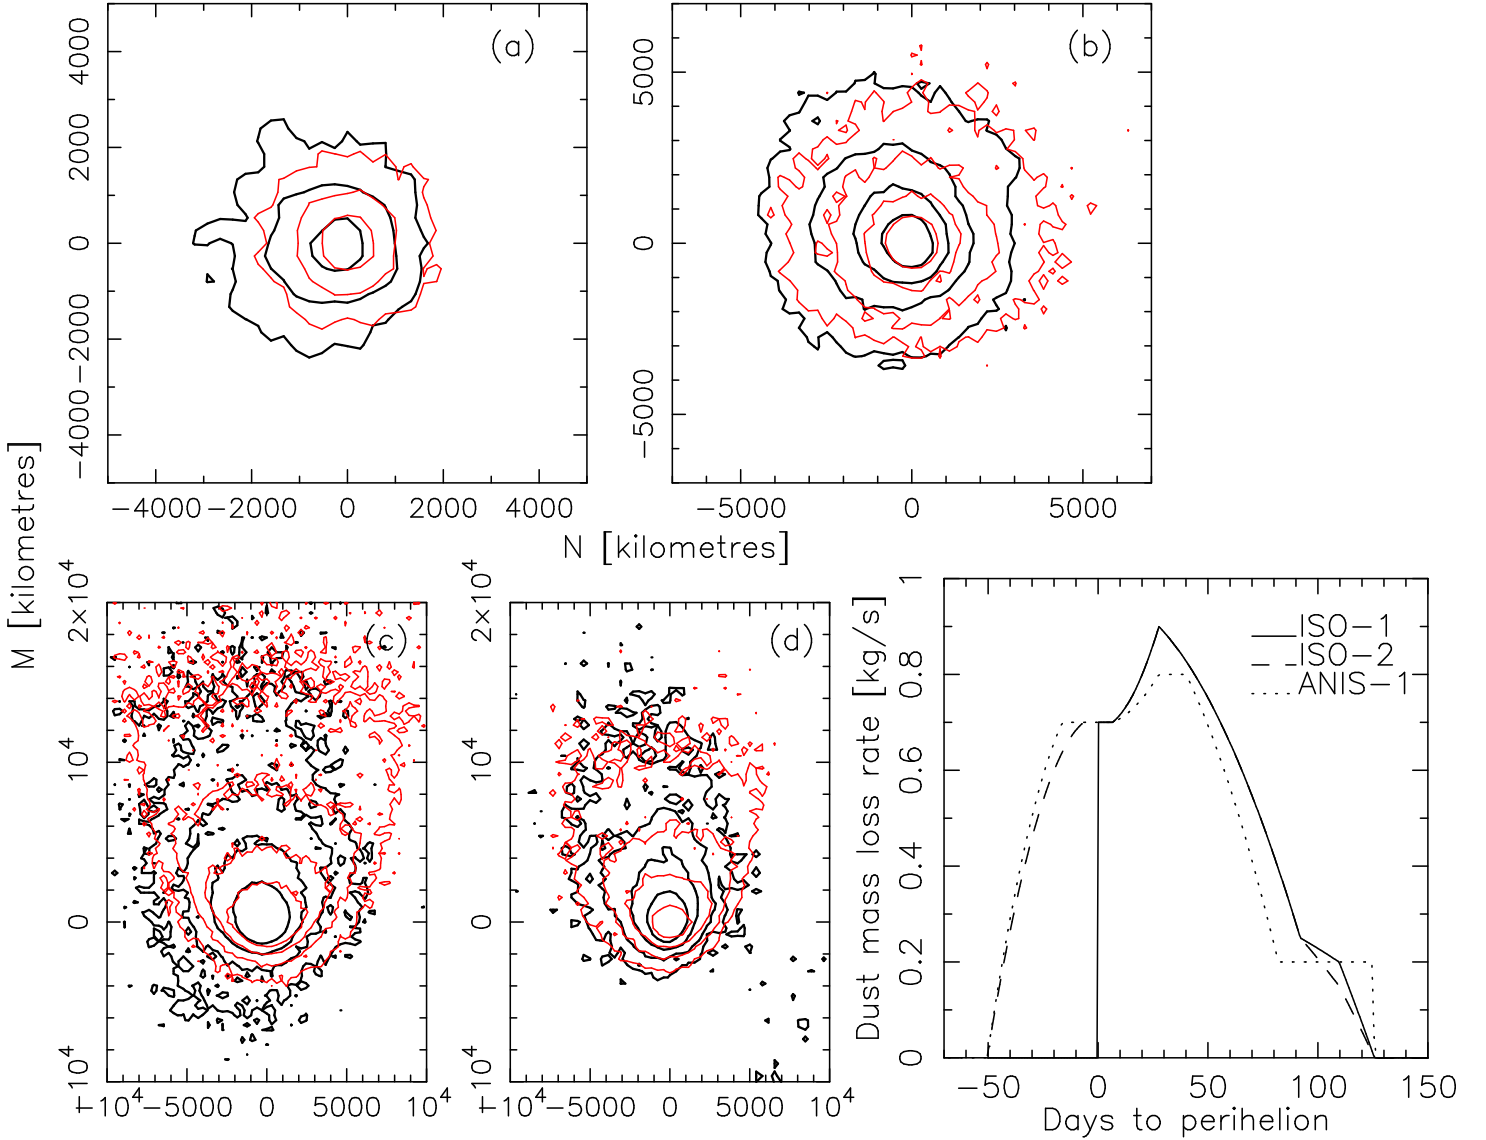 (a)
4000
2000
0
−2000
−4000
−4000 −2000 0 2000 4000
(b)
5000
0
−5000
−5000 0 5000
M [kilometres]
N [kilometres]
(c)
2×10⁴
10⁴
0
−10⁴ −5000 0 5000 10⁴
(d)
2×10⁴
10⁴
0
−10⁴ −5000 0 5000 10⁴
ISO−1
ISO−2
ANIS−1
Dust mass loss rate [kg/s]
1
0.8
0.6
0.4
0.2
0
−50 0 50 100 150
Days to perihelion